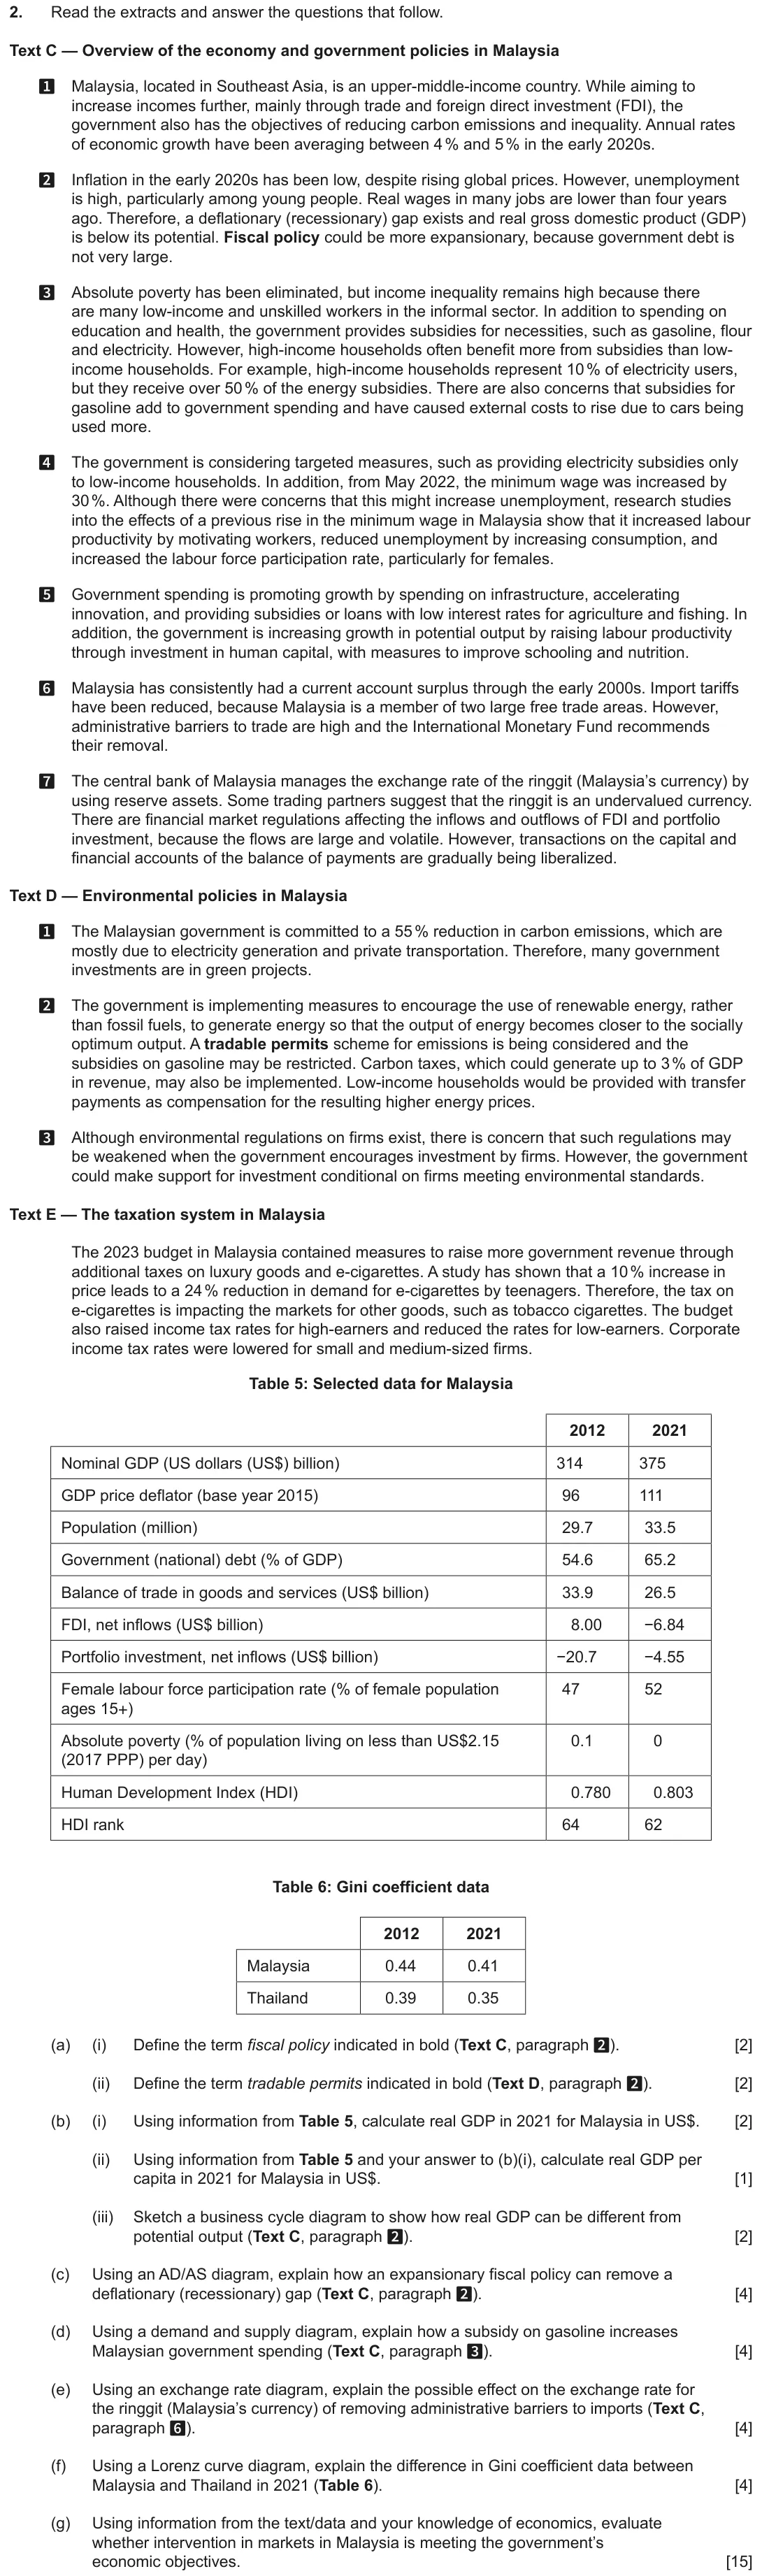 2. Read the extracts and answer the questions that follow.
Text C — Overview of the economy and government policies in Malaysia
1 Malaysia, located in Southeast Asia, is an upper-middle-income country. While aiming to
increase incomes further, mainly through trade and foreign direct investment (FDI), the
government also has the objectives of reducing carbon emissions and inequality. Annual rates
of economic growth have been averaging between 4 % and 5 % in the early 2020s.
2 Inflation in the early 2020s has been low, despite rising global prices. However, unemployment
is high, particularly among young people. Real wages in many jobs are lower than four years
ago. Therefore, a deflationary (recessionary) gap exists and real gross domestic product (GDP)
is below its potential. Fiscal policy could be more expansionary, because government debt is
not very large.
3 Absolute poverty has been eliminated, but income inequality remains high because there
are many low-income and unskilled workers in the informal sector. In addition to spending on
education and health, the government provides subsidies for necessities, such as gasoline, flour
and electricity. However, high-income households often benefit more from subsidies than low-
income households. For example, high-income households represent 10 % of electricity users,
but they receive over 50 % of the energy subsidies. There are also concerns that subsidies for
gasoline add to government spending and have caused external costs to rise due to cars being
used more.
4 The government is considering targeted measures, such as providing electricity subsidies only
to low-income households. In addition, from May 2022, the minimum wage was increased by
30 %. Although there were concerns that this might increase unemployment, research studies
into the effects of a previous rise in the minimum wage in Malaysia show that it increased labour
productivity by motivating workers, reduced unemployment by increasing consumption, and
increased the labour force participation rate, particularly for females.
5 Government spending is promoting growth by spending on infrastructure, accelerating
innovation, and providing subsidies or loans with low interest rates for agriculture and fishing. In
addition, the government is increasing growth in potential output by raising labour productivity
through investment in human capital, with measures to improve schooling and nutrition.
6 Malaysia has consistently had a current account surplus through the early 2000s. Import tariffs
have been reduced, because Malaysia is a member of two large free trade areas. However,
administrative barriers to trade are high and the International Monetary Fund recommends
their removal.
7 The central bank of Malaysia manages the exchange rate of the ringgit (Malaysia's currency) by
using reserve assets. Some trading partners suggest that the ringgit is an undervalued currency.
There are financial market regulations affecting the inflows and outflows of FDI and portfolio
investment, because the flows are large and volatile. However, transactions on the capital and
financial accounts of the balance of payments are gradually being liberalized.
Text D — Environmental policies in Malaysia
1 The Malaysian government is committed to a 55 % reduction in carbon emissions, which are
mostly due to electricity generation and private transportation. Therefore, many government
investments are in green projects.
2 The government is implementing measures to encourage the use of renewable energy, rather
than fossil fuels, to generate energy so that the output of energy becomes closer to the socially
optimum output. A tradable permits scheme for emissions is being considered and the
subsidies on gasoline may be restricted. Carbon taxes, which could generate up to 3 % of GDP
in revenue, may also be implemented. Low-income households would be provided with transfer
payments as compensation for the resulting higher energy prices.
3 Although environmental regulations on firms exist, there is concern that such regulations may
be weakened when the government encourages investment by firms. However, the government
could make support for investment conditional on firms meeting environmental standards.
Text E — The taxation system in Malaysia
The 2023 budget in Malaysia contained measures to raise more government revenue through
additional taxes on luxury goods and e-cigarettes. A study has shown that a 10 % increase in
price leads to a 24 % reduction in demand for e-cigarettes by teenagers. Therefore, the tax on
e-cigarettes is impacting the markets for other goods, such as tobacco cigarettes. The budget
also raised income tax rates for high-earners and reduced the rates for low-earners. Corporate
income tax rates were lowered for small and medium-sized firms.
Table 5: Selected data for Malaysia
2012 2021
Nominal GDP (US dollars (US$) billion) 314 375
GDP price deflator (base year 2015) 96 111
Population (million) 29.7 33.5
Government (national) debt (% of GDP) 54.6 65.2
Balance of trade in goods and services (US$ billion) 33.9 26.5
FDI, net inflows (US$ billion) 8.00 −6.84
Portfolio investment, net inflows (US$ billion) −20.7 −4.55
Female labour force participation rate (% of female population
ages 15+) 47 52
Absolute poverty (% of population living on less than US$2.15
(2017 PPP) per day) 0.1 0
Human Development Index (HDI) 0.780 0.803
HDI rank 64 62
Table 6: Gini coefficient data
2012 2021
Malaysia 0.44 0.41
Thailand 0.39 0.35
(a) (i) Define the term fiscal policy indicated in bold (Text C, paragraph 2). [2]
(ii) Define the term tradable permits indicated in bold (Text D, paragraph 2). [2]
(b) (i) Using information from Table 5, calculate real GDP in 2021 for Malaysia in US$. [2]
(ii) Using information from Table 5 and your answer to (b)(i), calculate real GDP per
capita in 2021 for Malaysia in US$. [1]
(iii) Sketch a business cycle diagram to show how real GDP can be different from
potential output (Text C, paragraph 2). [2]
(c) Using an AD/AS diagram, explain how an expansionary fiscal policy can remove a
deflationary (recessionary) gap (Text C, paragraph 2). [4]
(d) Using a demand and supply diagram, explain how a subsidy on gasoline increases
Malaysian government spending (Text C, paragraph 3). [4]
(e) Using an exchange rate diagram, explain the possible effect on the exchange rate for
the ringgit (Malaysia's currency) of removing administrative barriers to imports (Text C,
paragraph 6). [4]
(f) Using a Lorenz curve diagram, explain the difference in Gini coefficient data between
Malaysia and Thailand in 2021 (Table 6). [4]
(g) Using information from the text/data and your knowledge of economics, evaluate
whether intervention in markets in Malaysia is meeting the government's
economic objectives. [15]